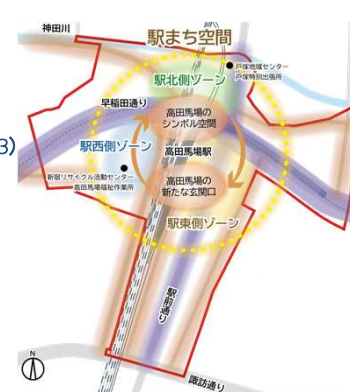 神田川
駅まち空間
戸塚地域センター
戸塚特別出張所
駅北側ゾーン
早稲田通り
高田馬場の
シンボル空間
3)
駅西側ゾーン
高田馬場駅
新宿リサイクル活動センター
高田馬場福祉作業所
高田馬場の
新たな玄関口
駅東側ゾーン
駅前通り
N
諏訪通り